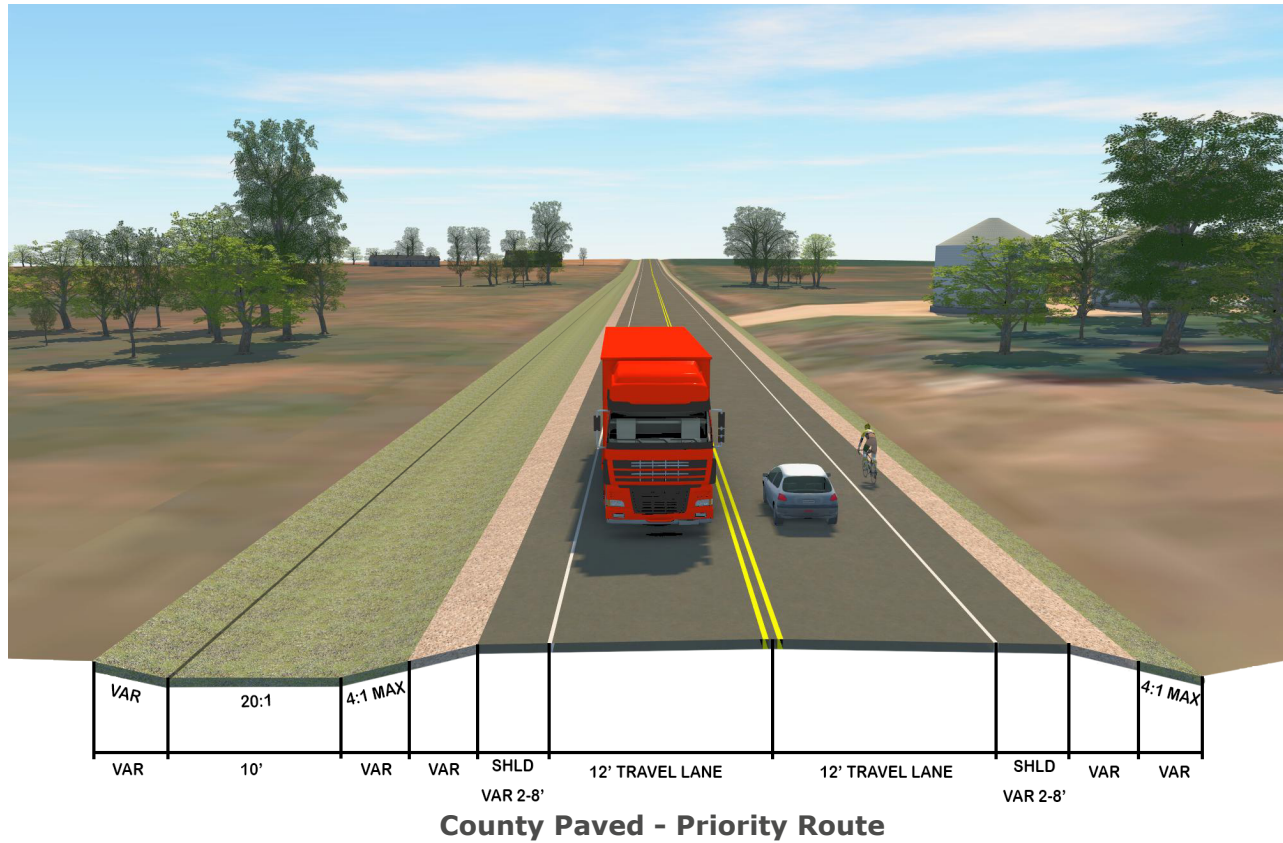 VAR
20:1
4:1 MAX
4:1 MAX
VAR
10'
VAR
VAR
SHLD
VAR 2-8'
12' TRAVEL LANE
12' TRAVEL LANE
SHLD
VAR 2-8'
VAR
VAR
County Paved - Priority Route